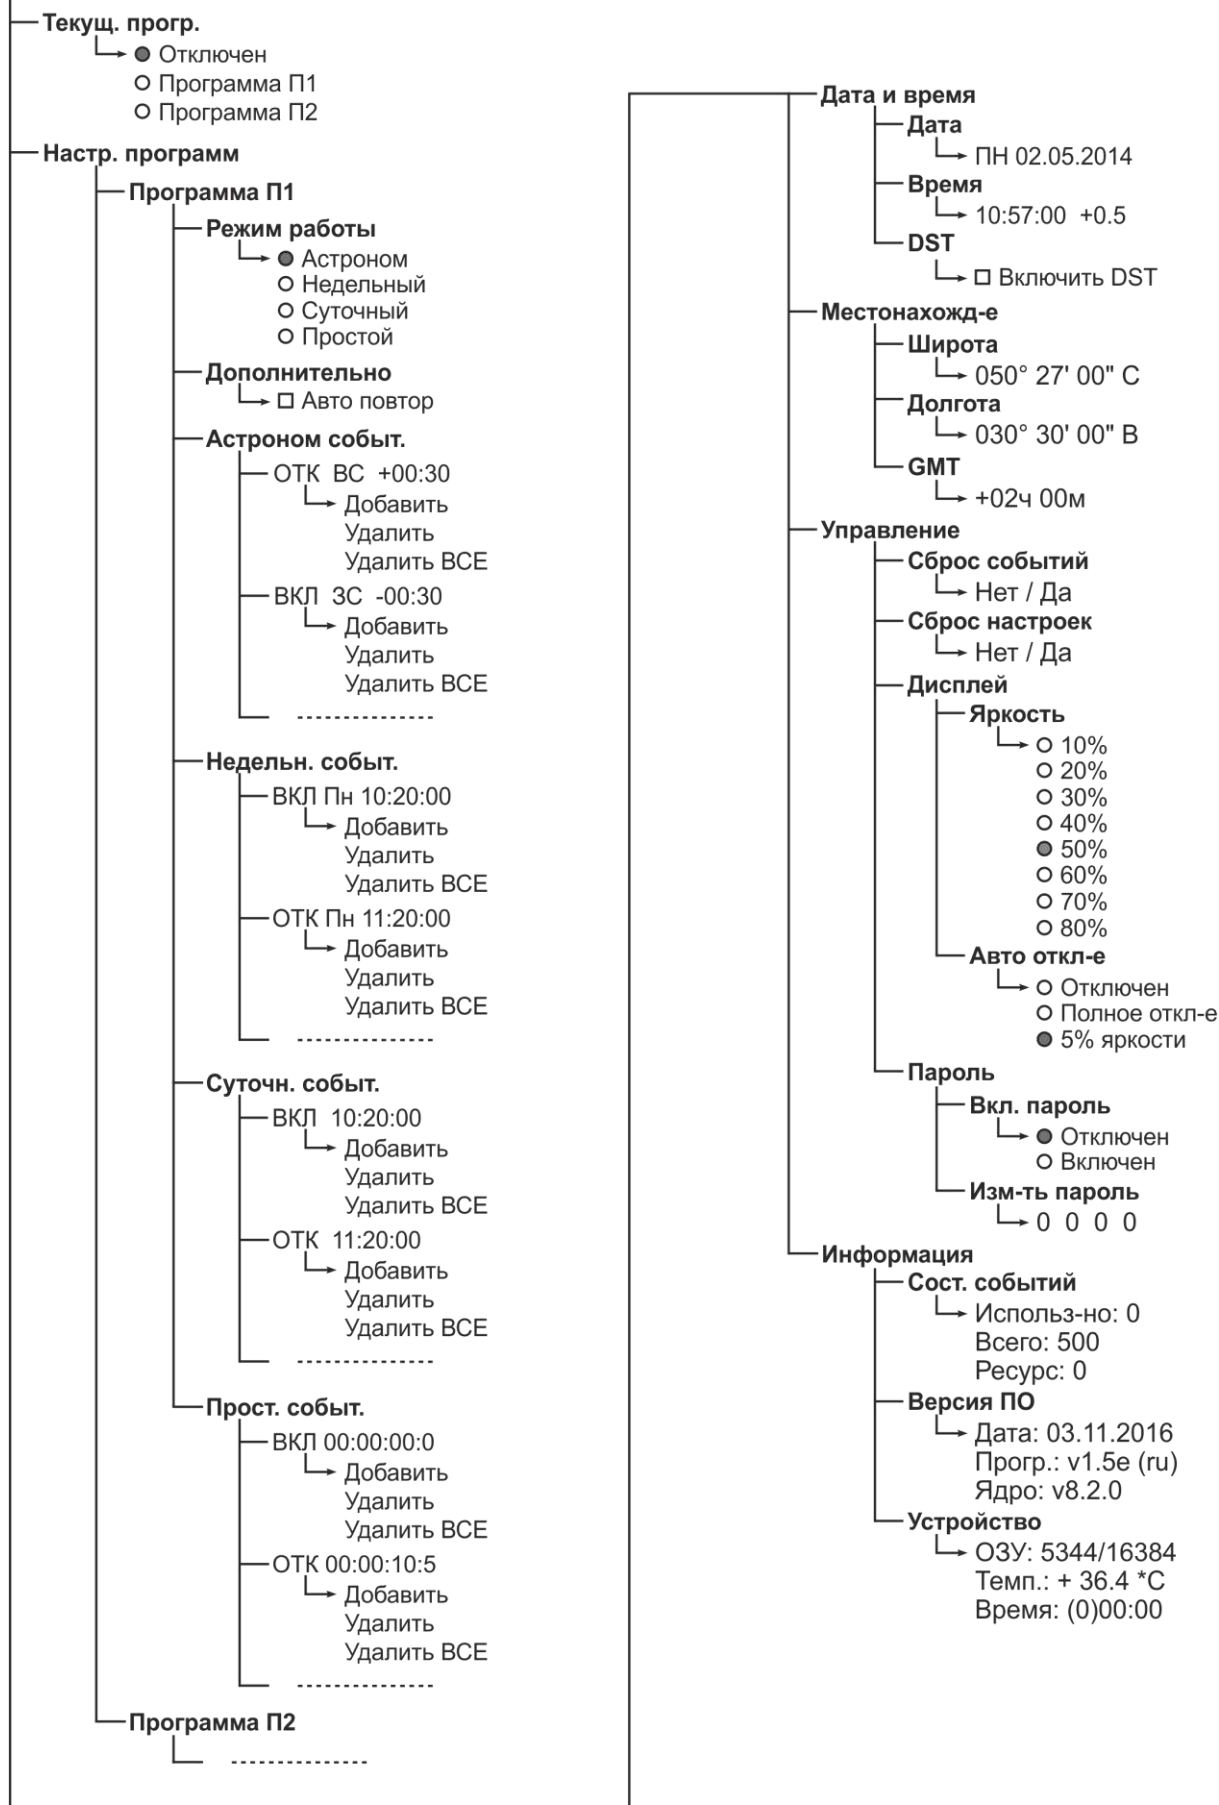 Текущ. прогр.
Отключен
Программа П1
Программа П2
Настр. программ
Программа П1
Режим работы
Астроном
Недельный
Суточный
Простой
Дополнительно
Авто повтор
Астроном событ.
ОТК ВС +00:30
Добавить
Удалить
Удалить ВСЕ
ВКЛ ЗС -00:30
Добавить
Удалить
Удалить ВСЕ
Недельн. событ.
ВКЛ Пн 10:20:00
Добавить
Удалить
Удалить ВСЕ
ОТК Пн 11:20:00
Добавить
Удалить
Удалить ВСЕ
Суточн. событ.
ВКЛ 10:20:00
Добавить
Удалить
Удалить ВСЕ
ОТК 11:20:00
Добавить
Удалить
Удалить ВСЕ
Прост. событ.
ВКЛ 00:00:00:0
Добавить
Удалить
Удалить ВСЕ
ОТК 00:00:10:5
Добавить
Удалить
Удалить ВСЕ
Программа П2
Дата и время
Дата
ПН 02.05.2014
Время
10:57:00 +0.5
DST
Включить DST
Местонахожд-е
Широта
050° 27' 00" С
Долгота
030° 30' 00" В
GMT
+02ч 00м
Управление
Сброс событий
Нет / Да
Сброс настроек
Нет / Да
Дисплей
Яркость
10%
20%
30%
40%
50%
60%
70%
80%
Авто откл-е
Отключен
Полное откл-е
5% яркости
Пароль
Вкл. пароль
Отключен
Включен
Изм-ть пароль
0 0 0 0
Информация
Сост. событий
Использ-но: 0
Всего: 500
Ресурс: 0
Версия ПО
Дата: 03.11.2016
Прогр.: v1.5e (ru)
Ядро: v8.2.0
Устройство
ОЗУ: 5344/16384
Темп.: + 36.4 *С
Время: (0)00:00